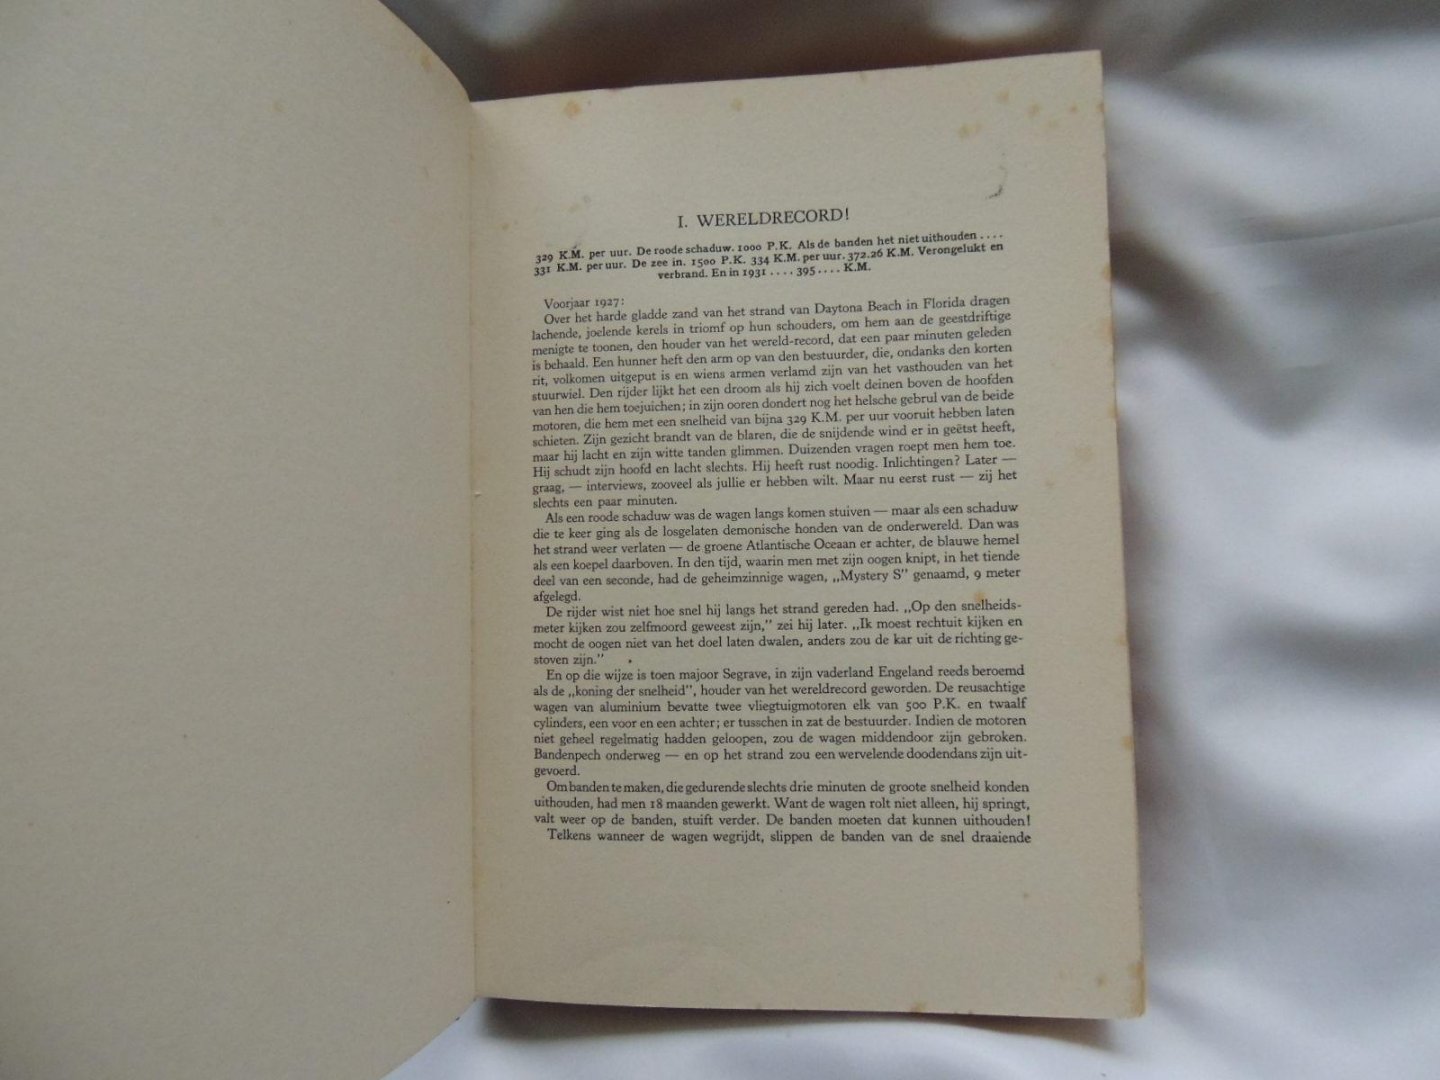 I. WERELDRECORD!
329 K.M. per uur. De roode schaduw. 1000 P.K. Als de banden het niet uithouden . . . .
331 K.M. per uur. De zee in. 1500 P.K. 334 K.M. per uur. 372.26 K.M. Verongelukt en
verbrand. En in 1931 . . . . 395 . . . . K.M.
Voorjaar 1927:
Over het harde gladde zand van het strand van Daytona Beach in Florida dragen
lachende, joelende kerels in triomf op hun schouders, om hem aan de geestdriftige
menigte te toonen, den houder van het wereld-record, dat een paar minuten geleden
is behaald. Een hunner heft den arm op van den bestuurder, die, ondanks den korten
rit, volkomen uitgeput is en wiens armen verlamd zijn van het vasthouden van het
stuurwiel. Den rijder lijkt het een droom als hij zich voelt deinen boven de hoofden
van hen die hem toejuichen; in zijn ooren dondert nog het helsche gebrul van de beide
motoren, die hem met een snelheid van bijna 329 K.M. per uur vooruit hebben laten
schieten. Zijn gezicht brandt van de blaren, die de snijdende wind er in geëtst heeft,
maar hij lacht en zijn witte tanden glimmen. Duizenden vragen roept men hem toe.
Hij schudt zijn hoofd en lacht slechts. Hij heeft rust noodig. Inlichtingen? Later —
graag, — interviews, zooveel als jullie er hebben wilt. Maar nu eerst rust — zij het
slechts een paar minuten.
Als een roode schaduw was de wagen langs komen stuiven — maar als een schaduw
die te keer ging als de losgelaten demonische honden van de onderwereld. Dan was
het strand weer verlaten — de groene Atlantische Oceaan er achter, de blauwe hemel
als een koepel daarboven. In den tijd, waarin men met zijn oogen knipt, in het tiende
deel van een seconde, had de geheimzinnige wagen, „Mystery S” genaamd, 9 meter
afgelegd.
De rijder wist niet hoe snel hij langs het strand gereden had. „Op den snelheids-
meter kijken zou zelfmoord geweest zijn,” zei hij later. „Ik moest rechtuit kijken en
mocht de oogen niet van het doel laten dwalen, anders zou de kar uit de richting ge-
stoven zijn.”
En op die wijze is toen majoor Segrave, in zijn vaderland Engeland reeds beroemd
als de „koning der snelheid”, houder van het wereldrecord geworden. De reusachtige
wagen van aluminium bevatte twee vliegtuigmotoren elk van 500 P.K. en twaalf
cylinders, een voor en een achter; er tusschen in zat de bestuurder. Indien de motoren
niet geheel regelmatig hadden geloopen, zou de wagen middendoor zijn gebroken.
Bandenpech onderweg — en op het strand zou een wervelende doodendans zijn uit-
gevoerd.
Om banden te maken, die gedurende slechts drie minuten de groote snelheid konden
uithouden, had men 18 maanden gewerkt. Want de wagen rolt niet alleen, hij springt,
valt weer op de banden, stuift verder. De banden moeten dat kunnen uithouden!
Telkens wanneer de wagen wegrijdt, slippen de banden van de snel draaiende